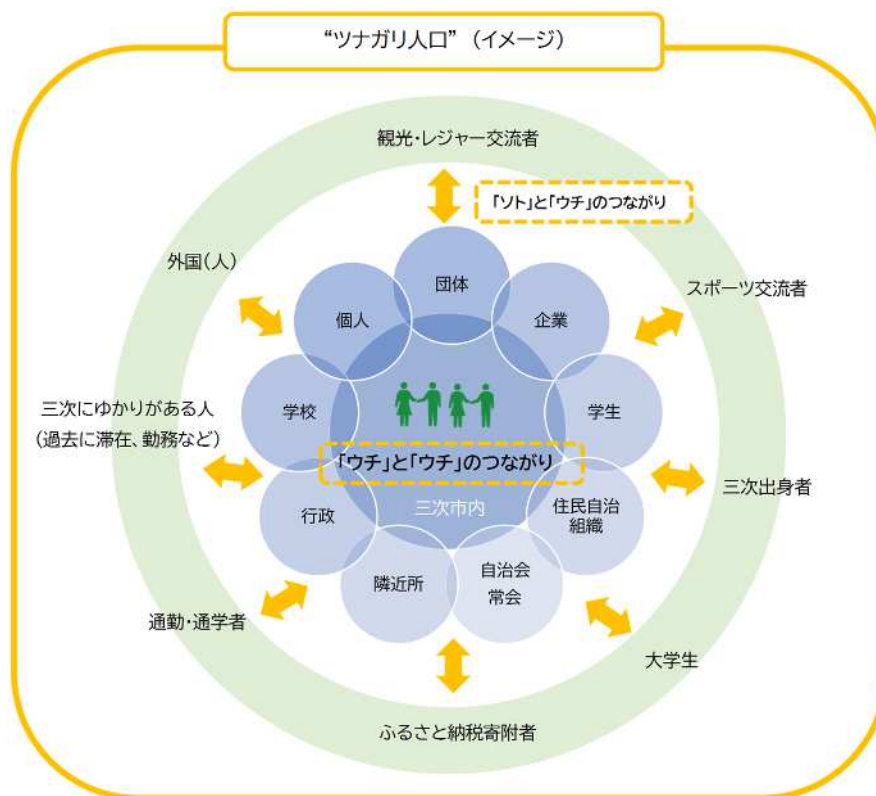 “ツナガリ人口”（イメージ）
観光・レジャー交流者
「ソト」と「ウチ」のつながり
外国（人）
スポーツ交流者
団体
個人
企業
学校
学生
三次にゆかりがある人
（過去に滞在、勤務など）
「ウチ」と「ウチ」のつながり
三次市内
三次出身者
行政
住民自治
組織
隣近所
自治会
常会
通勤・通学者
大学生
ふるさと納税寄附者